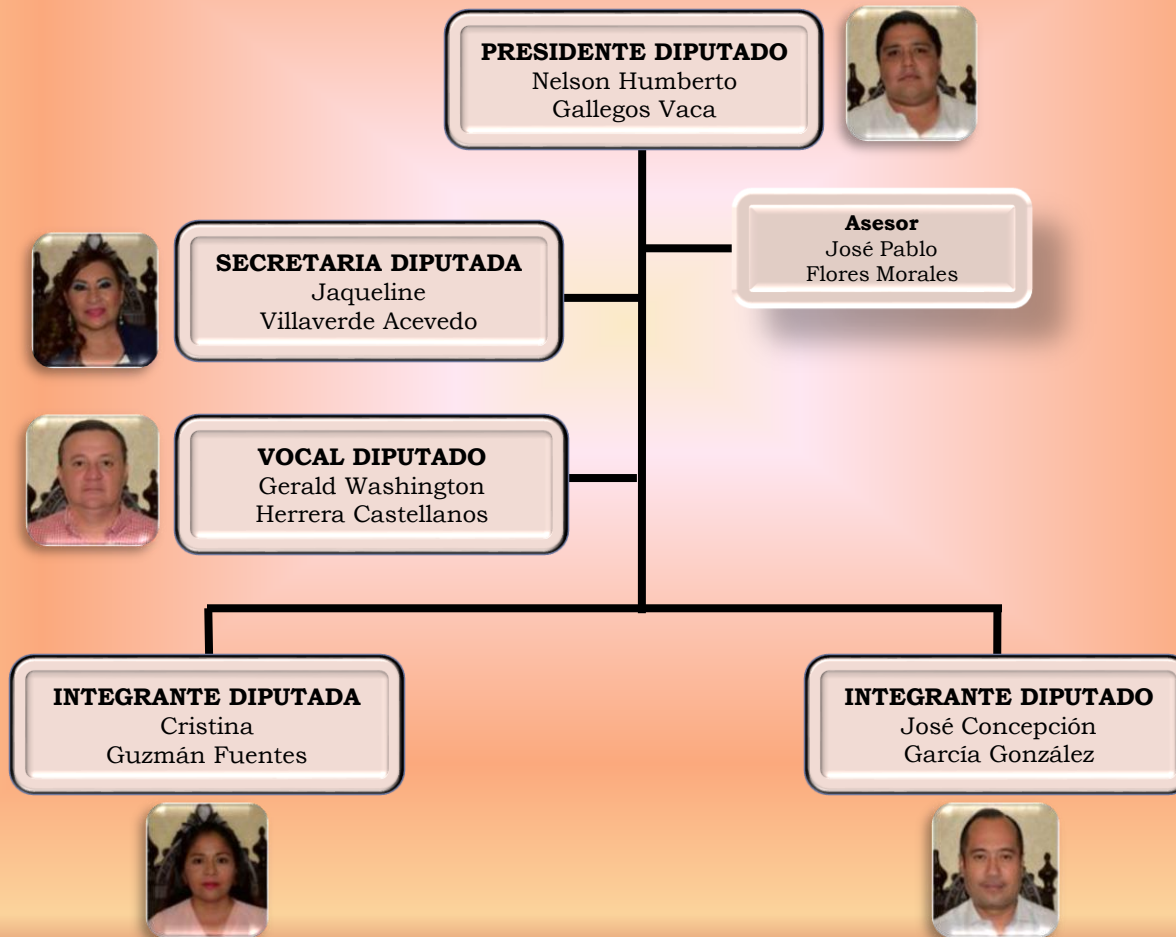 PRESIDENTE DIPUTADO
Nelson Humberto
Gallegos Vaca
Asesor
José Pablo
Flores Morales
SECRETARIA DIPUTADA
Jaqueline
Villaverde Acevedo
VOCAL DIPUTADO
Gerald Washington
Herrera Castellanos
INTEGRANTE DIPUTADA
Cristina
Guzmán Fuentes
INTEGRANTE DIPUTADO
José Concepción
García González